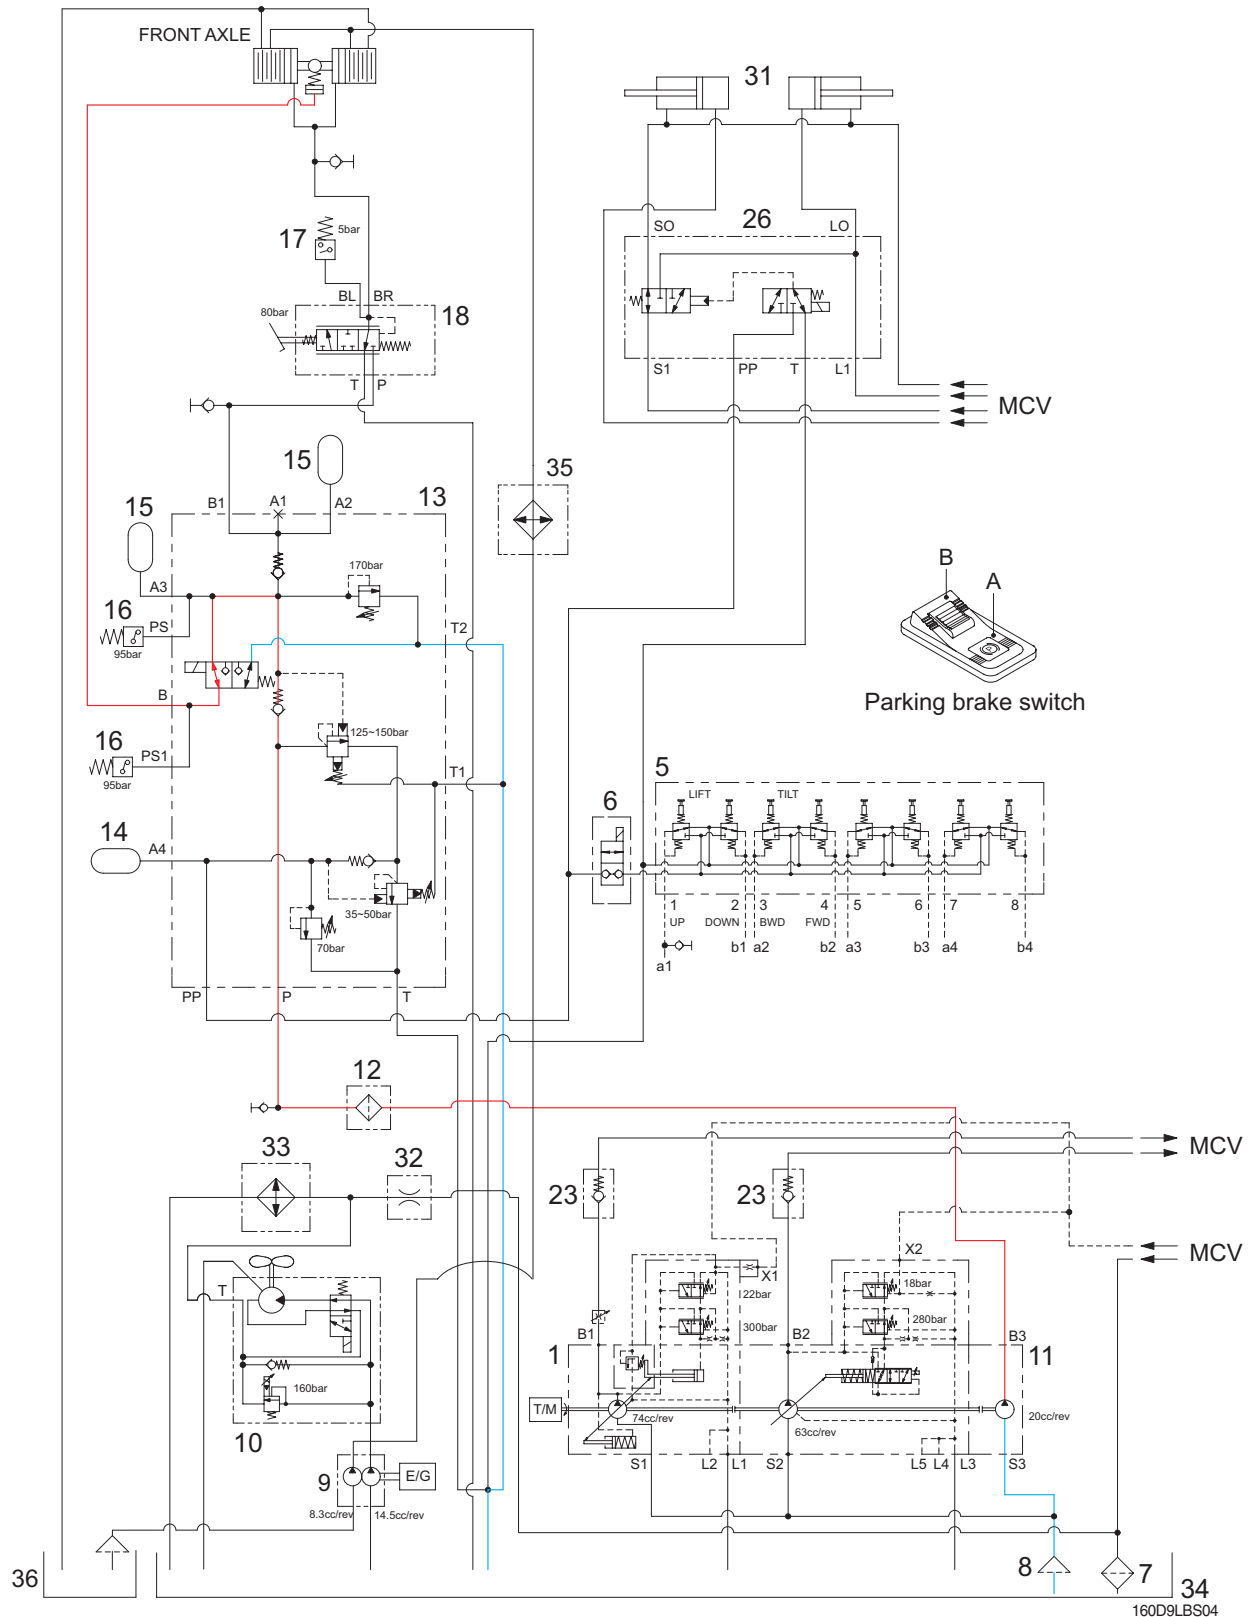 FRONT AXLE
31
17
5bar
SO
26
LO
BL
BR
80bar
18
T
P
S1
PP
T
L1
MCV
15
35
15
B1
A1
A2
13
170bar
A3
16
PS
95bar
T2
B
A
Parking brake switch
B
125~150bar
16
PS1
95bar
T1
5
6
LIFT
TILT
14
A4
35~50bar
70bar
1
2
3
4
5
6
7
8
UP
DOWN
BWD
FWD
a1
b1
a2
b2
a3
b3
a4
b4
PP
P
T
12
33
32
MCV
23
23
X2
MCV
X1
T
22bar
18bar
300bar
280bar
B1
B2
B3
1
11
160bar
T/M
74cc/rev
63cc/rev
20cc/rev
10
S1
L2
L1
S2
L5
L4
L3
S3
9
E/G
8.3cc/rev
14.5cc/rev
36
8
7
34
160D9LBS04